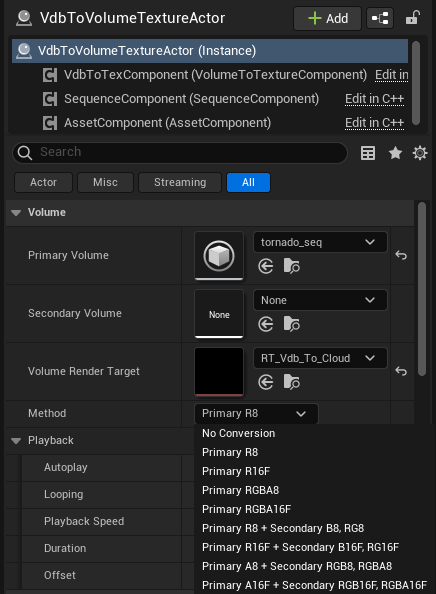 VdbToVolumeTextureActor
+ Add
VdbToVolumeTextureActor (Instance)
VdbToTexComponent (VolumeToTextureComponent) Edit in
SequenceComponent (SequenceComponent) Edit in C++
AssetComponent (AssetComponent) Edit in C++
Search
Actor Misc Streaming All
Volume
Primary Volume tornado_seq
Secondary Volume None None
Volume Render Target RT_Vdb_To_Cloud
Method Primary R8
No Conversion
Playback
Primary R8
Autoplay
Primary R16F
Looping
Primary RGBA8
Primary RGBA16F
Playback Speed
Primary R8 + Secondary B8, RG8
Duration
Primary R16F + Secondary B16F, RG16F
Primary A8 + Secondary RGB8, RGBA8
Offset
Primary A16F + Secondary RGB16F, RGBA16F